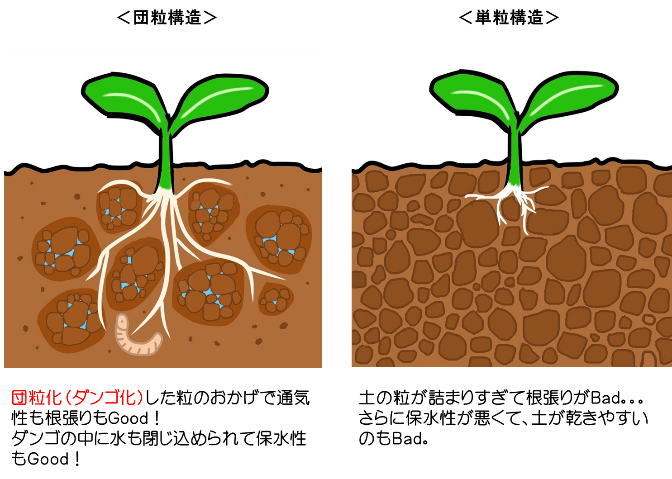 ＜団粒構造＞
＜単粒構造＞
団粒化（ダンゴ化）した粒のおかげで通気
性も根張りもGood！
ダンゴの中に水も閉じ込められて保水性
もGood！
土の粒が詰まりすぎて根張りがBad。。。
さらに保水性が悪くて、土が乾きやすい
のもBad。